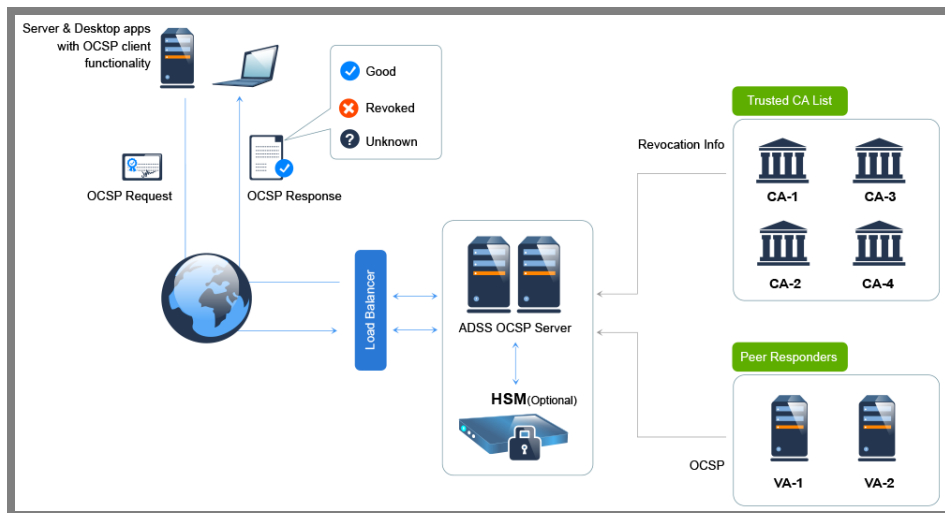 Server & Desktop apps
with OCSP client
functionality
Good
Revoked
?
Unknown
OCSP Request
OCSP Response
Load Balancer
ADSS OCSP Server
HSM(Optional)
Revocation Info
Trusted CA List
CA-1
CA-3
CA-2
CA-4
Peer Responders
OCSP
VA-1
VA-2